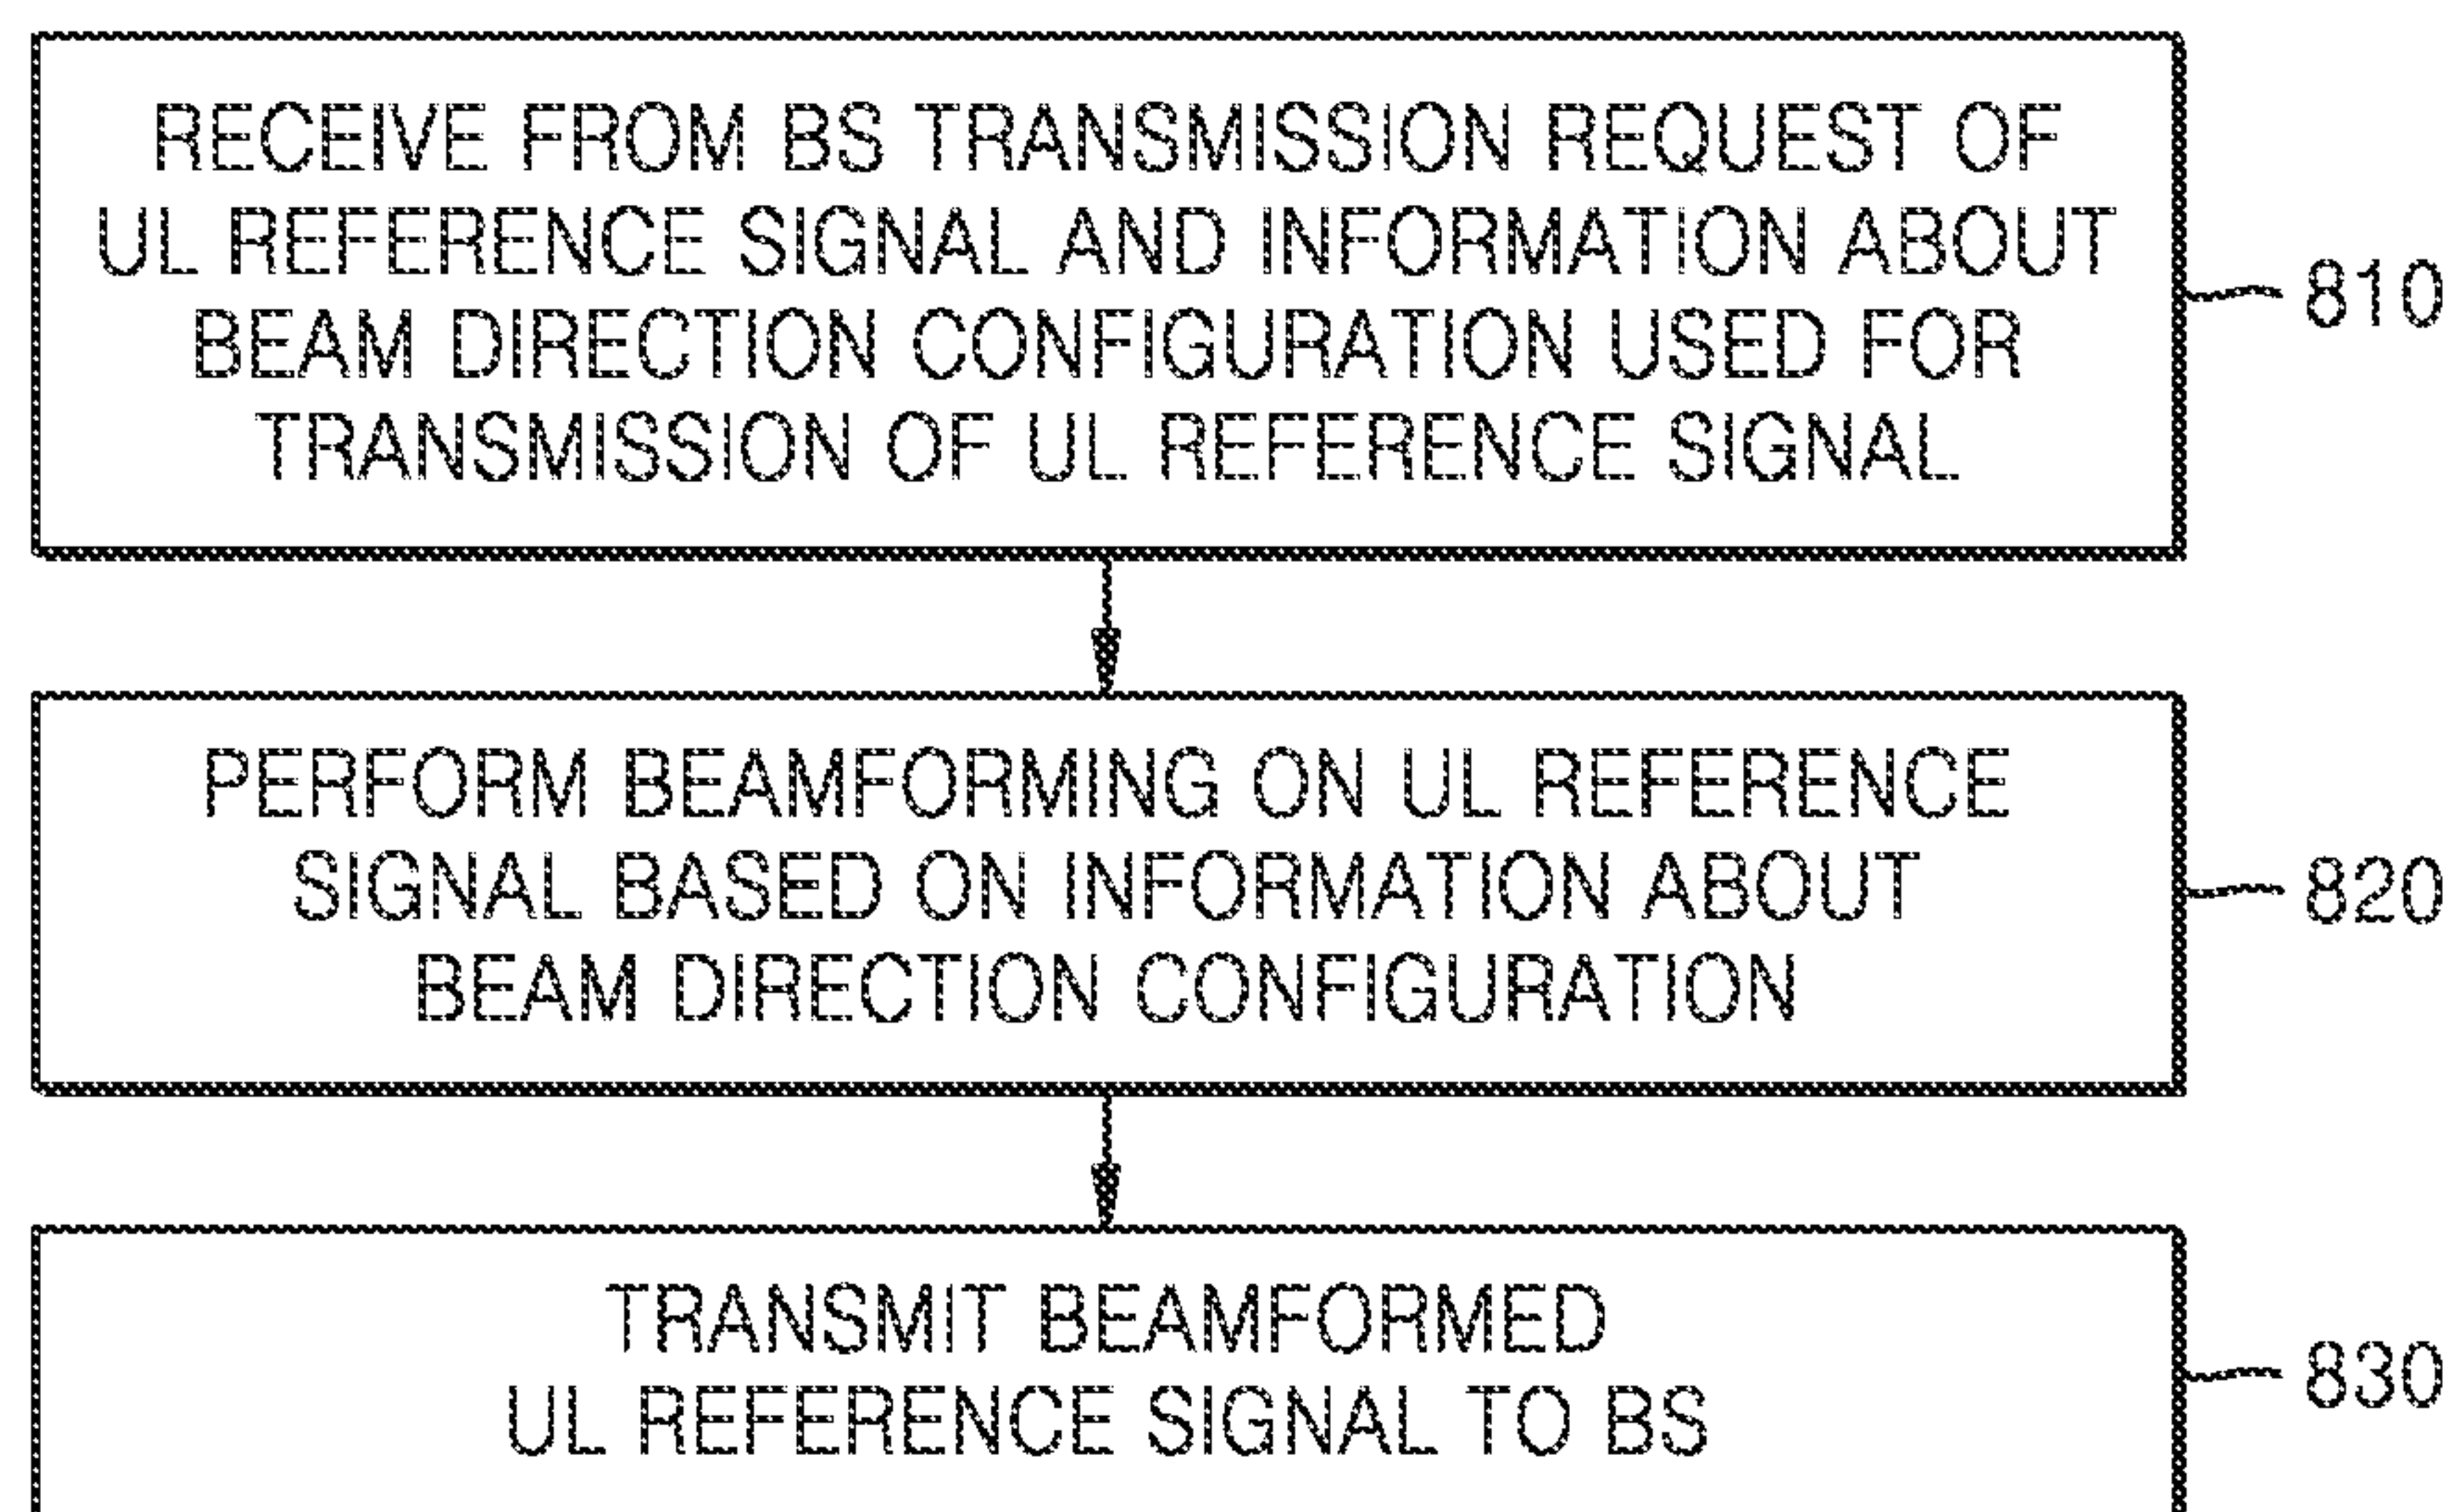 RECEIVE FROM BS TRANSMISSION REQUEST OF
UL REFERENCE SIGNAL AND INFORMATION ABOUT
BEAM DIRECTION CONFIGURATION USED FOR
TRANSMISSION OF UL REFERENCE SIGNAL
810
PERFORM BEAMFORMING ON UL REFERENCE
SIGNAL BASED ON INFORMATION ABOUT
BEAM DIRECTION CONFIGURATION
820
TRANSMIT BEAMFORMED
UL REFERENCE SIGNAL TO BS
830